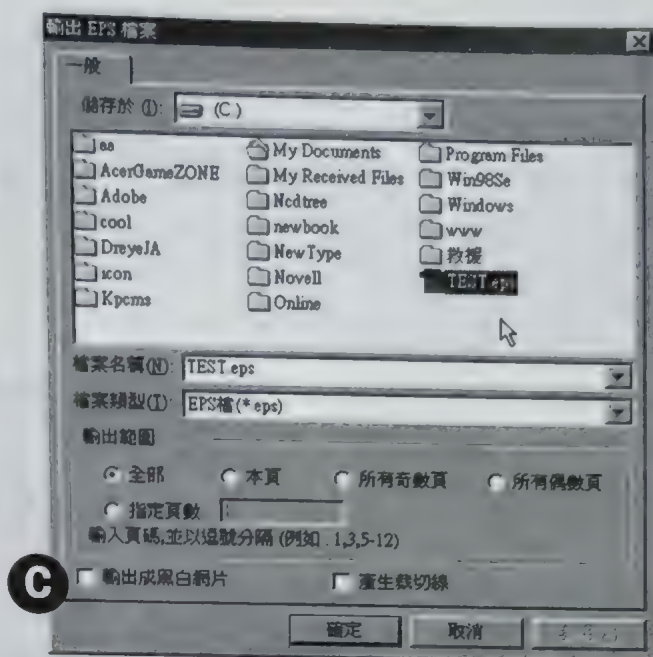 輸出 EPS 檔案
一般
儲存於 (I): (C)
aa
AcerGameZONE
Adobe
cool
DreyeJA
icon
Kpcms
My Documents
My Received Files
Ncdtree
newbook
NewType
Novell
Online
Program Files
Win98Se
Windows
www
救援
TEST.eps
檔案名稱(N): TEST.eps
檔案類型(T): EPS檔(*.eps)
輸出範圍
全部 本頁 所有奇數頁 所有偶數頁
指定頁數
輸入頁碼,並以逗號分隔 (例如 : 1,3,5-12)
C 輸出成黑白網片 產生裁切線
確定 取消